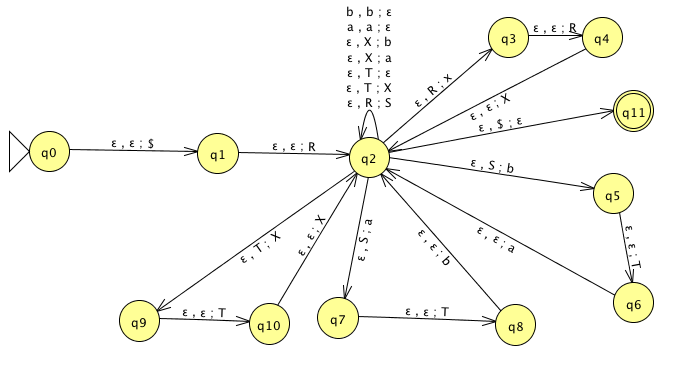 b , b ; ε
a , a ; ε
ε , X ; b
ε , X ; a
ε , T ; ε
ε , T ; X
ε , R ; S
q3
ε , ε ; R
q4
ε , R ; x
ε , ε ; X
q11
ε , $ ; ε
q0
ε , ε ; $
q1
ε , ε ; R
q2
ε , S ; b
q5
ε , T ; X
ε , ε ; X
ε , S ; a
ε , ε ; b
ε , ε ; a
ε , ε ; T
q9
ε , ε ; T
q10
q7
ε , ε ; T
q8
q6